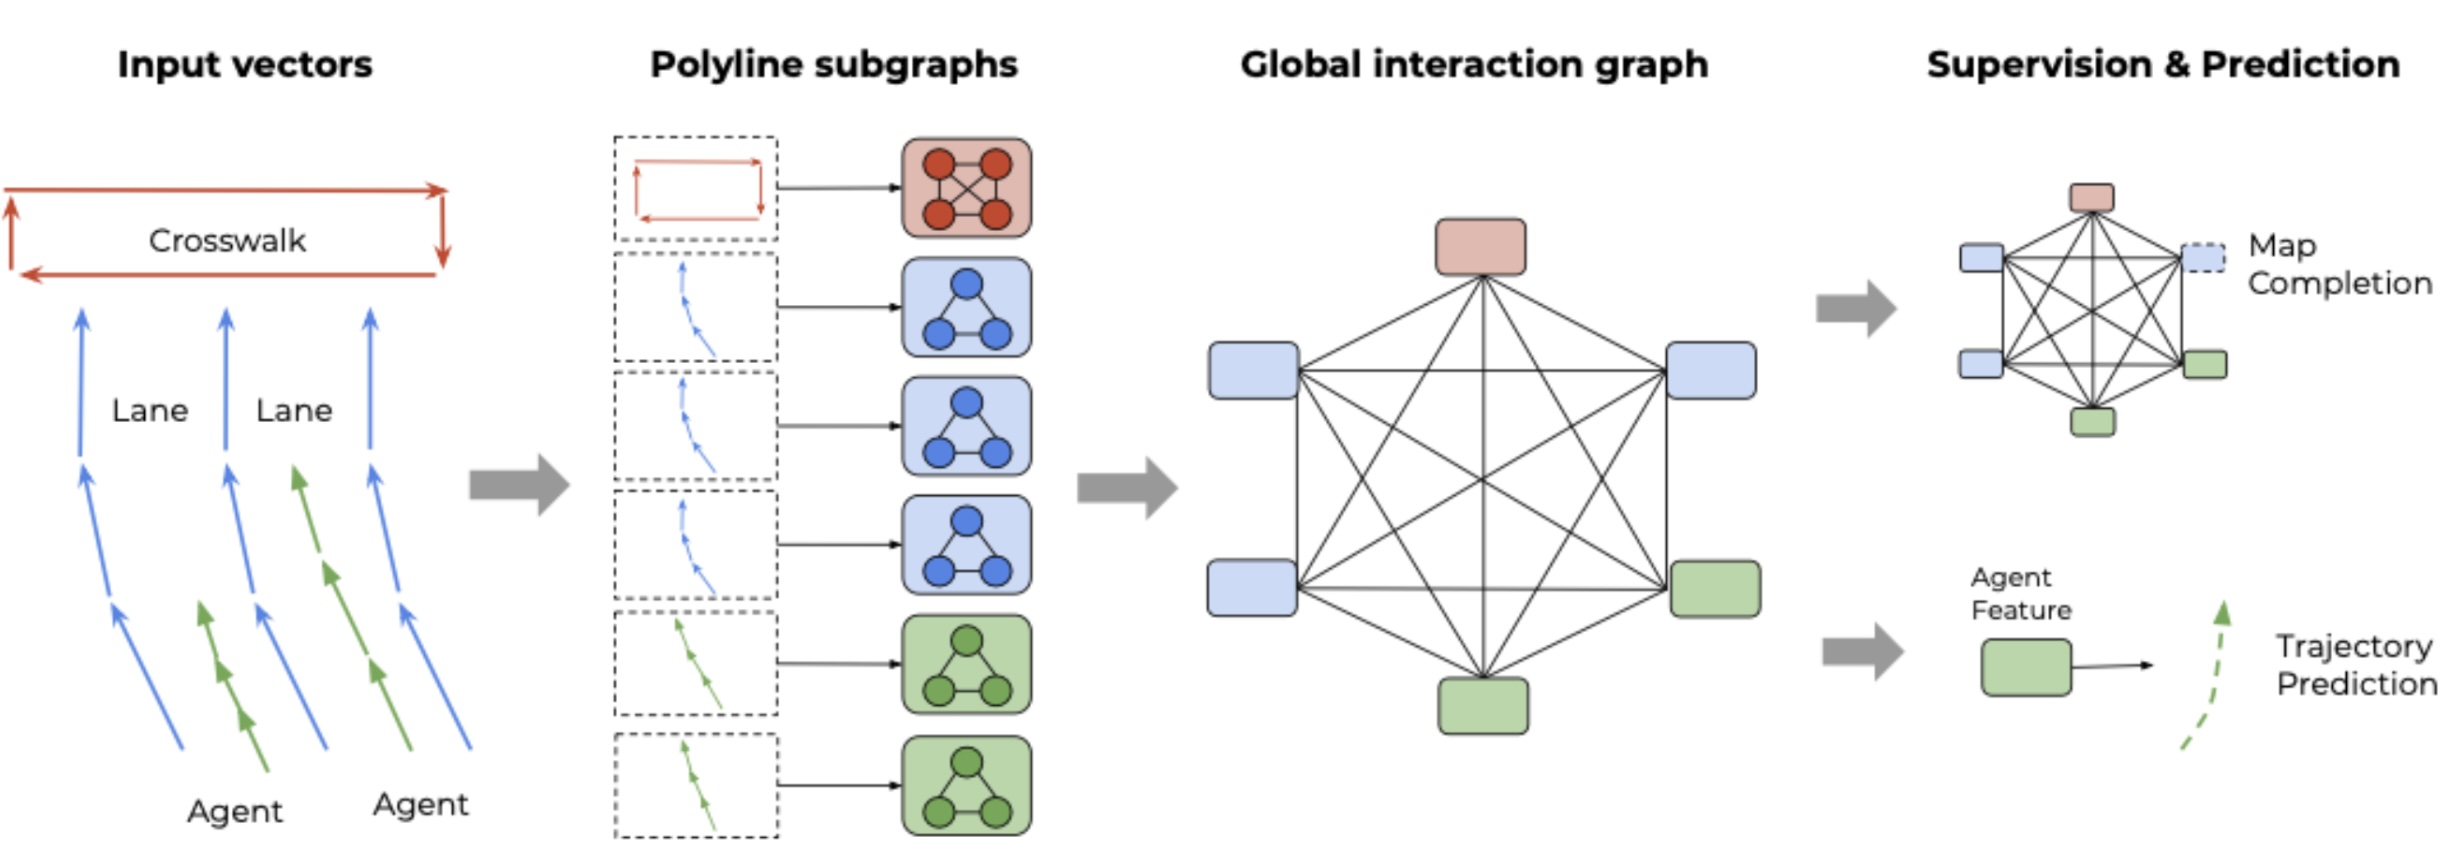 Input vectors
Polyline subgraphs
Global interaction graph
Supervision & Prediction
Crosswalk
Lane
Lane
Agent
Agent
Map
Completion
Agent
Feature
Trajectory
Prediction